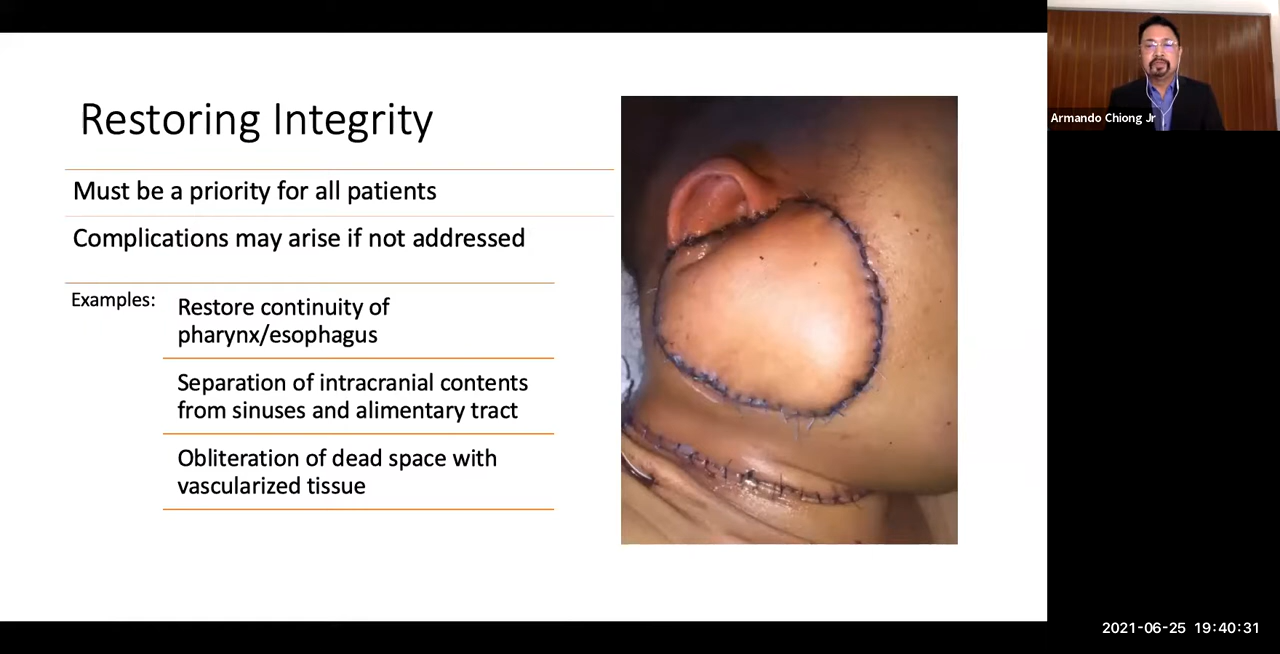 Restoring Integrity
Must be a priority for all patients
Complications may arise if not addressed
Examples:
Restore continuity of
pharynx/esophagus
Separation of intracranial contents
from sinuses and alimentary tract
Obliteration of dead space with
vascularized tissue
Armando Chiong Jr
2021-06-25 19:40:31